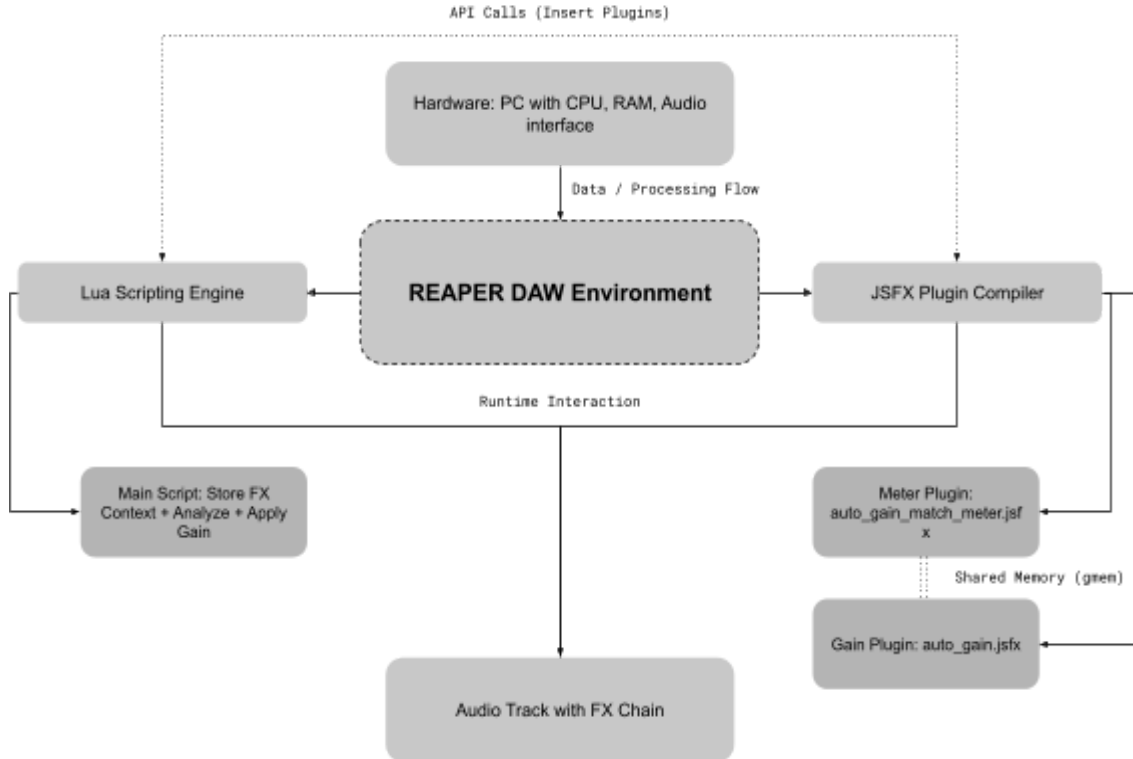 API Calls (Insert Plugins)
Hardware: PC with CPU, RAM, Audio
interface
Data / Processing Flow
Lua Scripting Engine
REAPER DAW Environment
JSFX Plugin Compiler
Runtime Interaction
Main Script: Store FX
Context + Analyze + Apply
Gain
Meter Plugin:
auto_gain_match_meter.jsf
x
Shared Memory (gmem)
Gain Plugin: auto_gain.jsfx
Audio Track with FX Chain